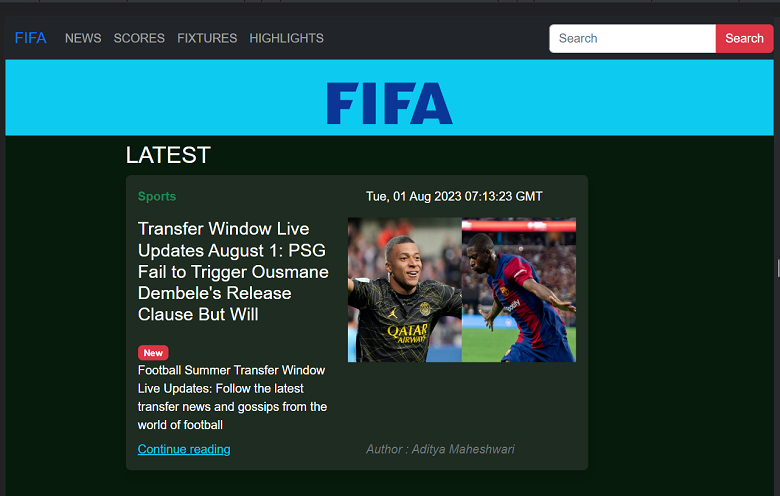 FIFA NEWS SCORES FIXTURES HIGHLIGHTS Search Search
FIFA
LATEST
Sports
Tue, 01 Aug 2023 07:13:23 GMT
Transfer Window Live
Updates August 1: PSG
Fail to Trigger Ousmane
Dembele's Release
Clause But Will
QATAR
AIRWAYS
Spotify
New
Football Summer Transfer Window
Live Updates: Follow the latest
transfer news and gossips from the
world of football
Continue reading
Author : Aditya Maheshwari